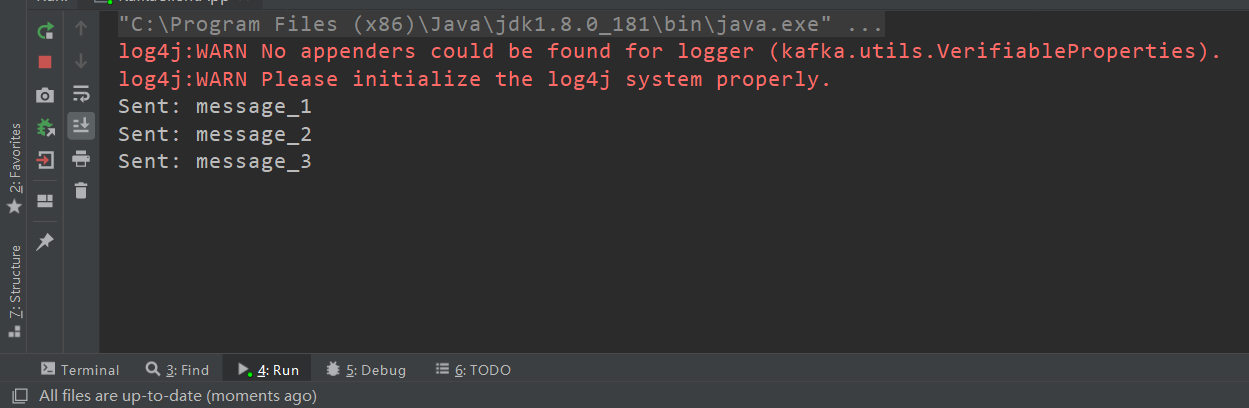 "C:\Program Files (x86)\Java\jdk1.8.0_181\bin\java.exe" ...
log4j:WARN No appenders could be found for logger (kafka.utils.VerifiableProperties).
log4j:WARN Please initialize the log4j system properly.
Sent: message_1
Sent: message_2
Sent: message_3
2: Favorites
7: Structure
Terminal 3: Find 4: Run 5: Debug 6: TODO
All files are up-to-date (moments ago)